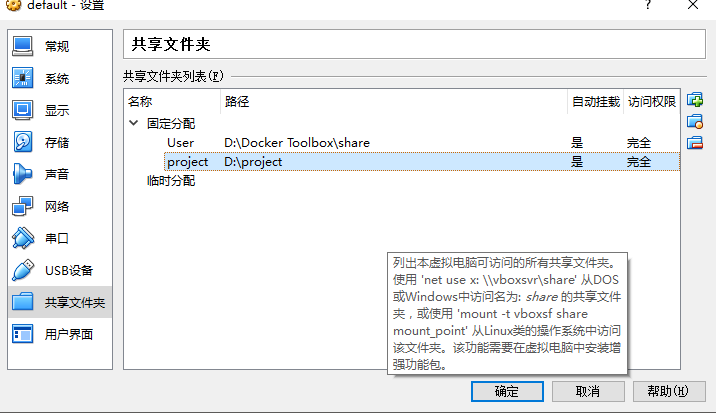 default - 设置
?
共享文件夹
常规
系统
显示
存储
声音
网络
串口
USB设备
共享文件夹
用户界面
共享文件夹列表(F)
名称 路径 自动挂载 访问权限
固定分配
User D:\Docker Toolbox\share 是 完全
project D:\project 是 完全
临时分配
列出本虚拟电脑可访问的所有共享文件夹。
使用 'net use x: \\vboxsvr\share' 从DOS
或Windows中访问名为: share 的共享文件
夹，或使用 'mount -t vboxsf share
mount_point' 从Linux类的操作系统中访问
该文件夹。该功能需要在虚拟电脑中安装增
强功能包。
确定 取消 帮助(H)